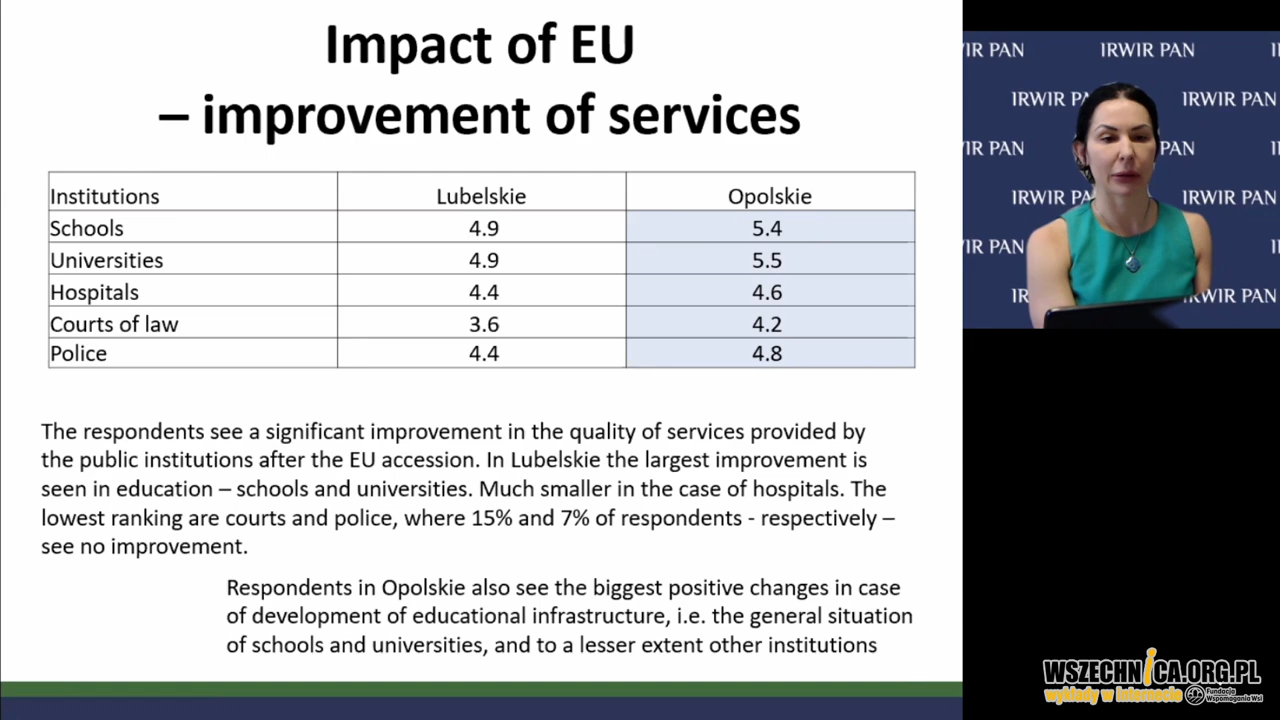 Impact of EU
– improvement of services
Institutions Lubelskie Opolskie
Schools 4.9 5.4
Universities 4.9 5.5
Hospitals 4.4 4.6
Courts of law 3.6 4.2
Police 4.4 4.8
The respondents see a significant improvement in the quality of services provided by
the public institutions after the EU accession. In Lubelskie the largest improvement is
seen in education – schools and universities. Much smaller in the case of hospitals. The
lowest ranking are courts and police, where 15% and 7% of respondents - respectively –
see no improvement.
Respondents in Opolskie also see the biggest positive changes in case
of development of educational infrastructure, i.e. the general situation
of schools and universities, and to a lesser extent other institutions
WIR PAN IRWIR PAN I
IRWIR PAN IRWIR PAN
WIR PAN PAN I
IRWIR P IRWIR PAN
WIR PAN I
IR RWIR PAN
WSZECHNICA.ORG.PL
wykłady w internecie
Fundacja
Wspomagania Wsi